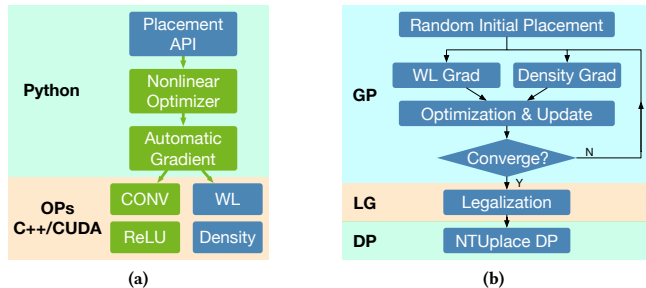 Placement
API
Python
Nonlinear
Optimizer
Automatic
Gradient
OPs
C++/CUDA
CONV
WL
ReLU
Density
(a)
Random Initial Placement
GP
WL Grad
Density Grad
Optimization & Update
Converge?
N
Y
LG
Legalization
DP
NTUplace DP
(b)